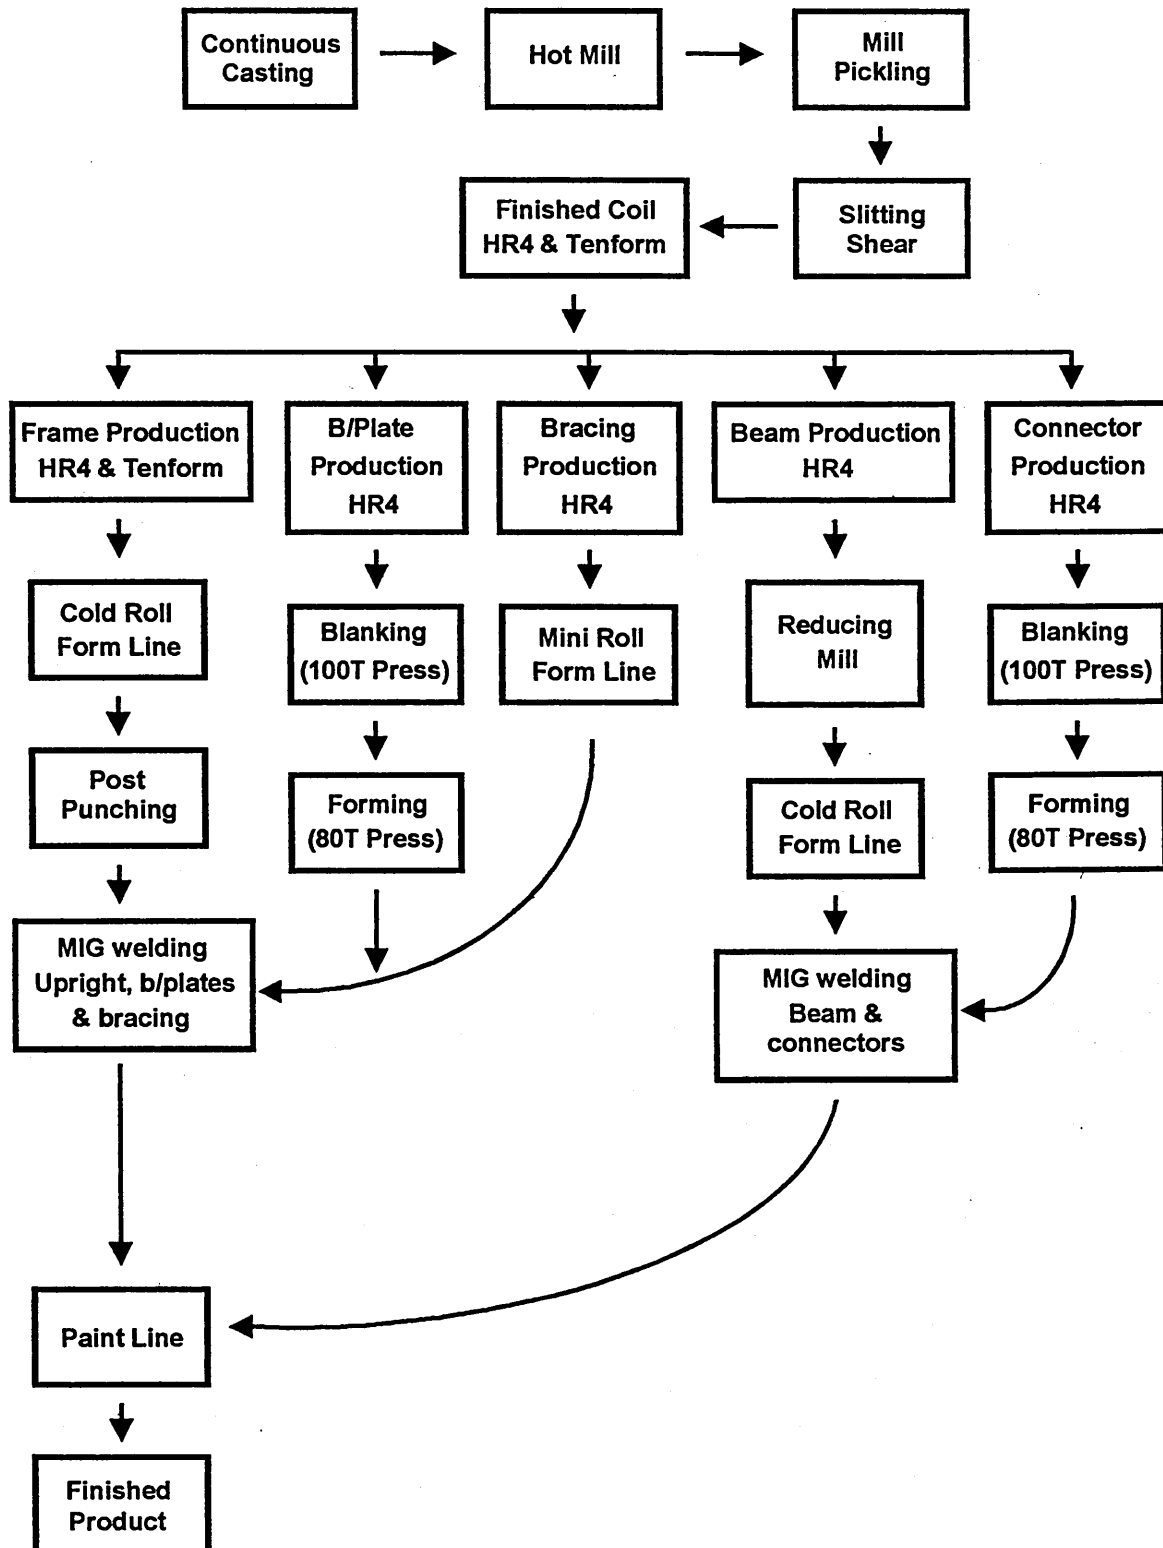 Continuous
Casting
Hot Mill
Mill
Pickling
Finished Coil
HR4 & Tenform
Slitting
Shear
Frame Production
HR4 & Tenform
B/Plate
Production
HR4
Bracing
Production
HR4
Beam Production
HR4
Connector
Production
HR4
Cold Roll
Form Line
Blanking
(100T Press)
Mini Roll
Form Line
Reducing
Mill
Blanking
(100T Press)
Post
Punching
Forming
(80T Press)
Cold Roll
Form Line
Forming
(80T Press)
MIG welding
Upright, b/plates
& bracing
MIG welding
Beam &
connectors
Paint Line
Finished
Product